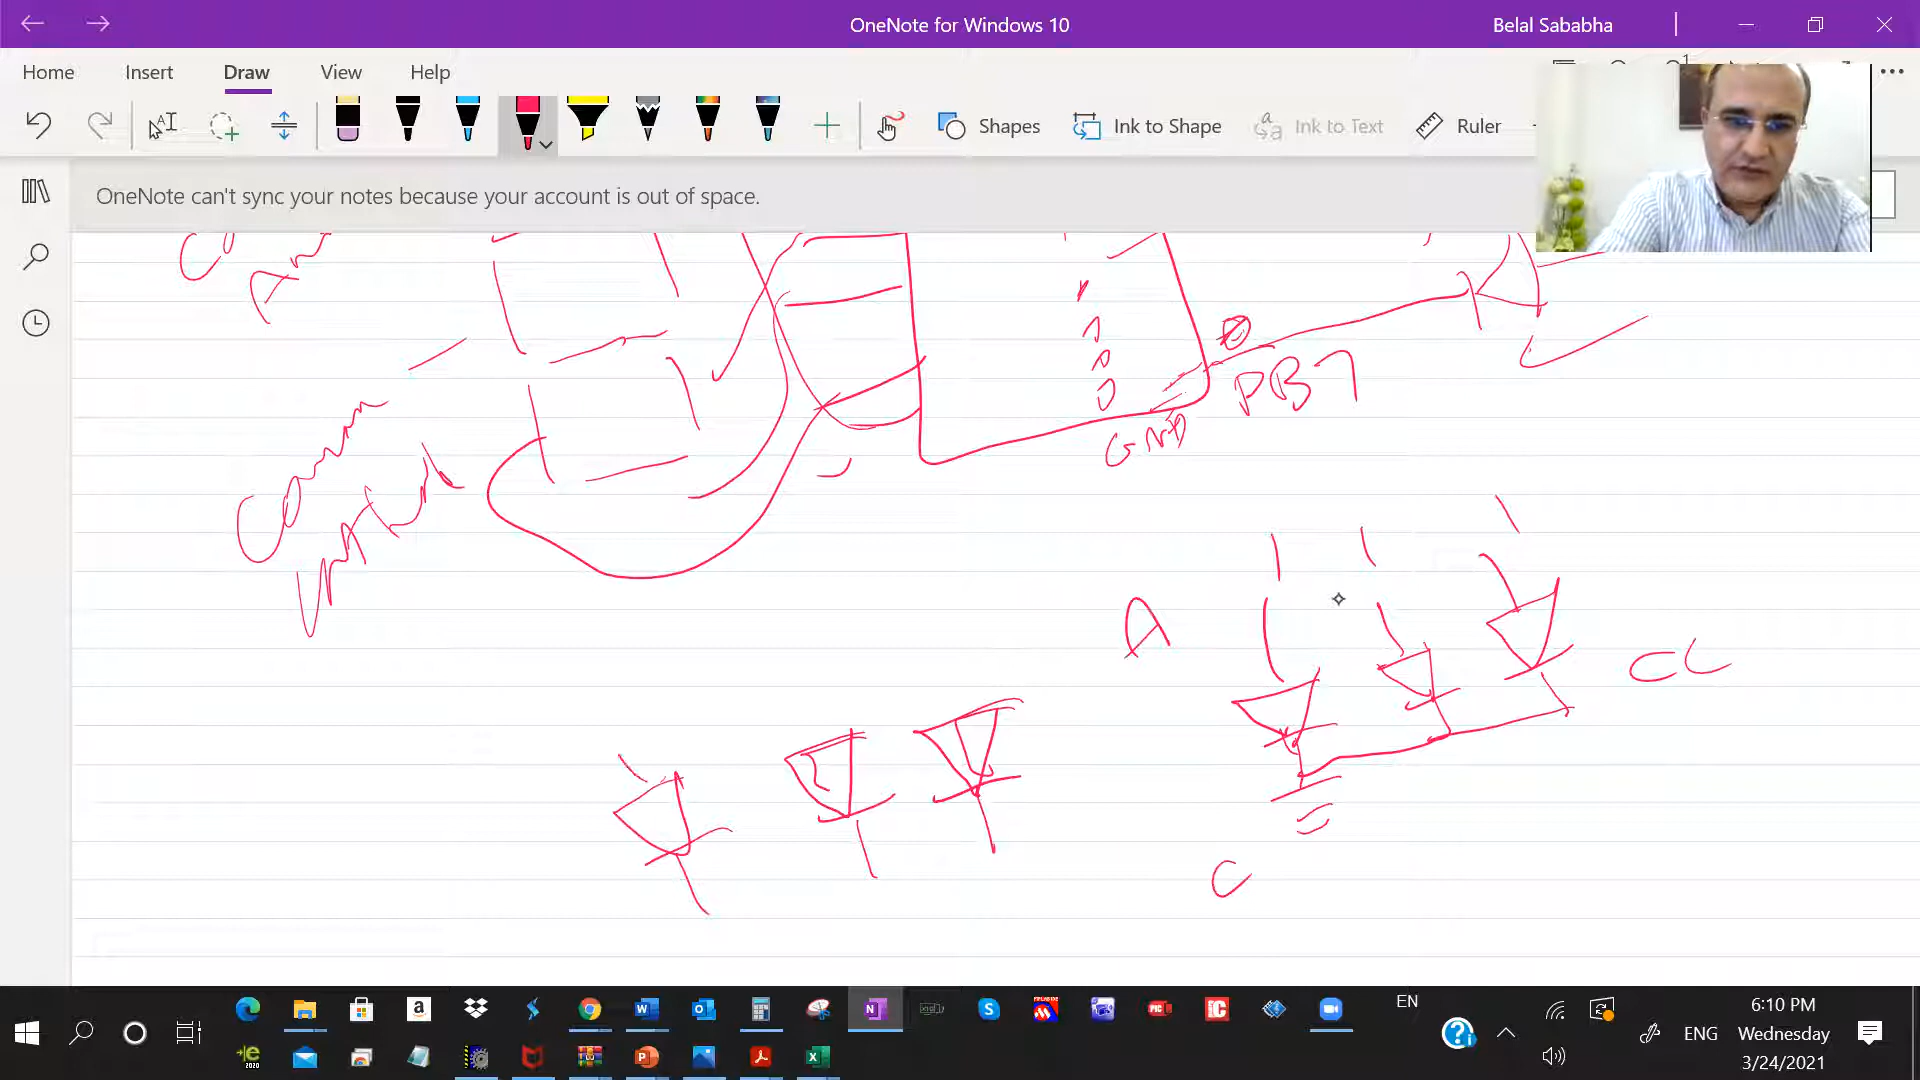 OneNote for Windows 10
Belal Sababha
Home Insert Draw View Help
Shapes
Ink to Shape
Ink to Text
Ruler
OneNote can't sync your notes because your account is out of space.
PB7
GND
A
CC
C
EN
6:10 PM
ENG
Wednesday
3/24/2021